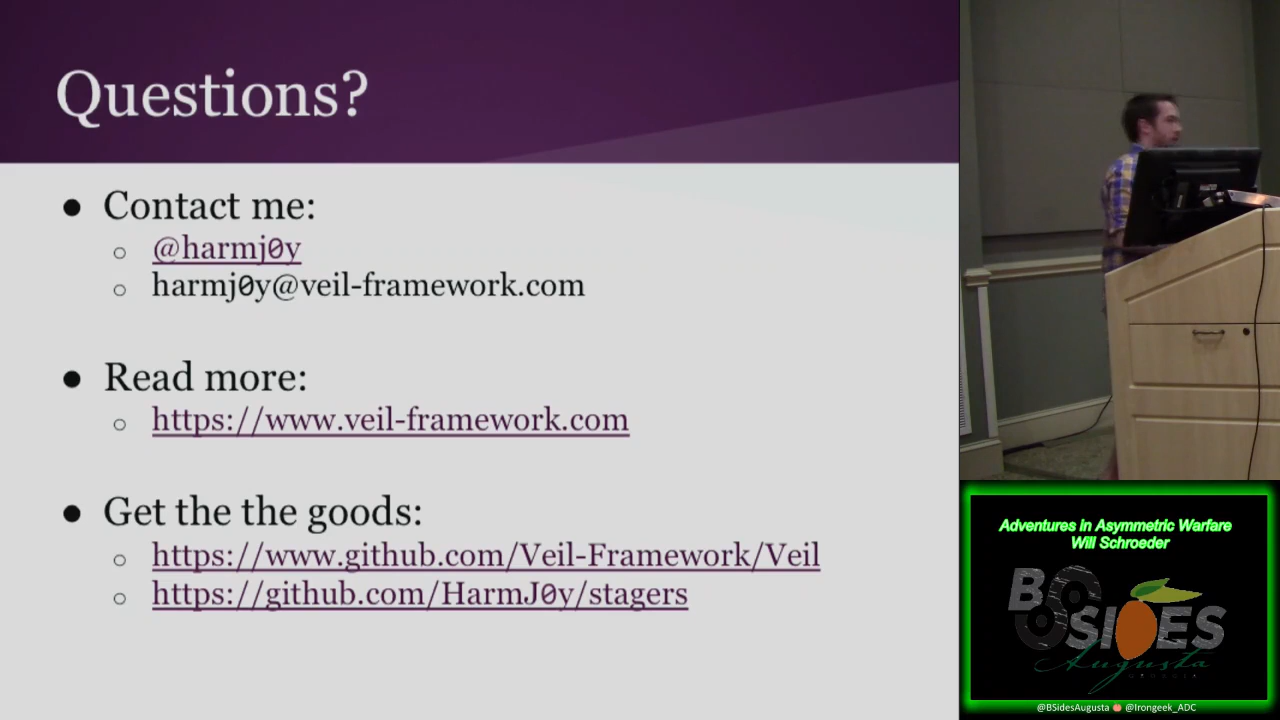 Questions?
● Contact me:
○ @harmj0y
○ harmj0y@veil-framework.com
● Read more:
○ https://www.veil-framework.com
● Get the the goods:
○ https://www.github.com/Veil-Framework/Veil
○ https://github.com/HarmJ0y/stagers
Adventures in Asymmetric Warfare
Will Schroeder
BSIDES
Augusta
GEORGIA
@BSidesAugusta @Irongeek_ADC